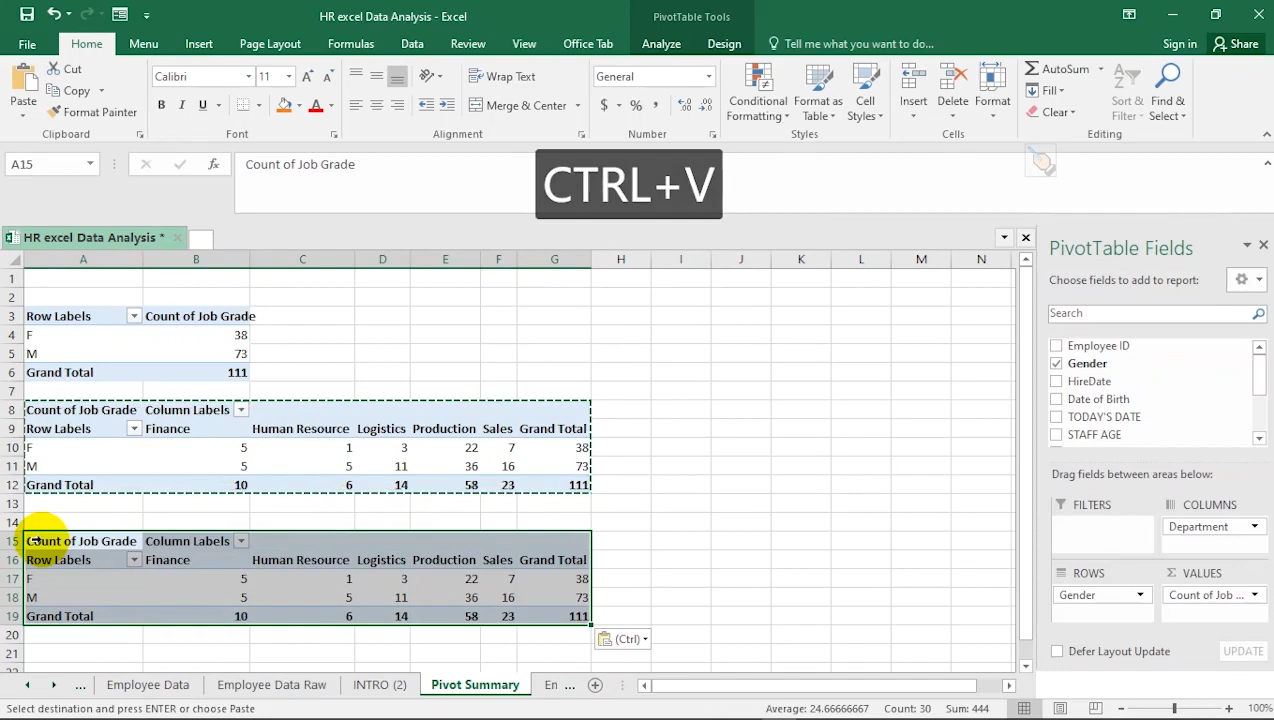 HR excel Data Analysis - Excel
PivotTable Tools
File Home Menu Insert Page Layout Formulas Data Review View Office Tab Analyze Design Tell me what you want to do... Sign in Share
Paste
Cut
Copy
Format Painter
Clipboard
Calibri 11
B I U
Font
Wrap Text
Merge & Center
Alignment
General
$ % ,
Number
Conditional Formatting
Format as Table
Cell Styles
Styles
Insert
Delete
Format
Cells
AutoSum
Fill
Clear
Sort & Filter
Find & Select
Editing
A15 fx Count of Job Grade
CTRL+V
HR excel Data Analysis *
A B C D E F G H I J K L M N
1
2
3 Row Labels Count of Job Grade
4 F 38
5 M 73
6 Grand Total 111
7
8 Count of Job Grade Column Labels
9 Row Labels Finance Human Resource Logistics Production Sales Grand Total
10 F 5 1 3 22 7 38
11 M 5 5 11 36 16 73
12 Grand Total 10 6 14 58 23 111
13
14
15 Count of Job Grade Column Labels
16 Row Labels Finance Human Resource Logistics Production Sales Grand Total
17 F 5 1 3 22 7 38
18 M 5 5 11 36 16 73
19 Grand Total 10 6 14 58 23 111
20
21
22
(Ctrl)
PivotTable Fields
Choose fields to add to report:
Search
Employee ID
Gender
HireDate
Date of Birth
TODAY'S DATE
STAFF AGE
Drag fields between areas below:
FILTERS
COLUMNS
Department
ROWS
Gender
Σ VALUES
Count of Job ...
Defer Layout Update UPDATE
... Employee Data Employee Data Raw INTRO (2) Pivot Summary En ...
Select destination and press ENTER or choose Paste Average: 24.66666667 Count: 30 Sum: 444 100%